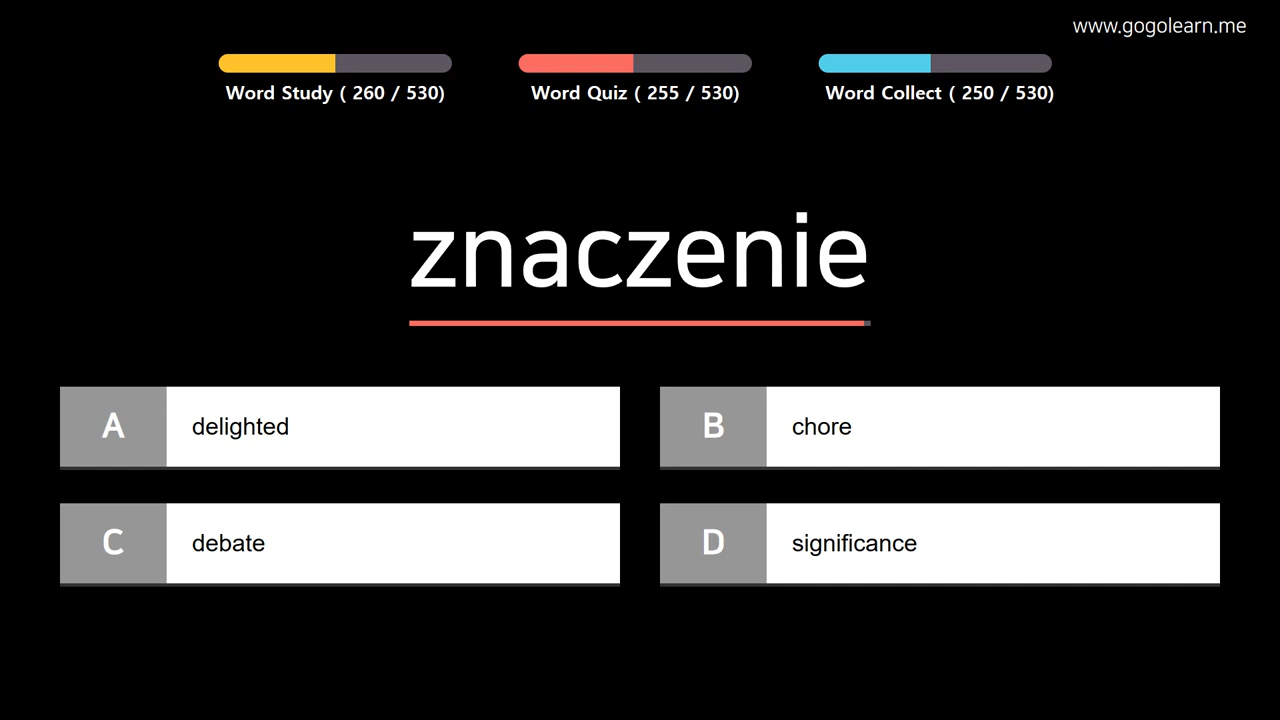 www.gogolearn.me
Word Study ( 260 / 530)
Word Quiz ( 255 / 530)
Word Collect ( 250 / 530)
znaczenie
A delighted
B chore
C debate
D significance